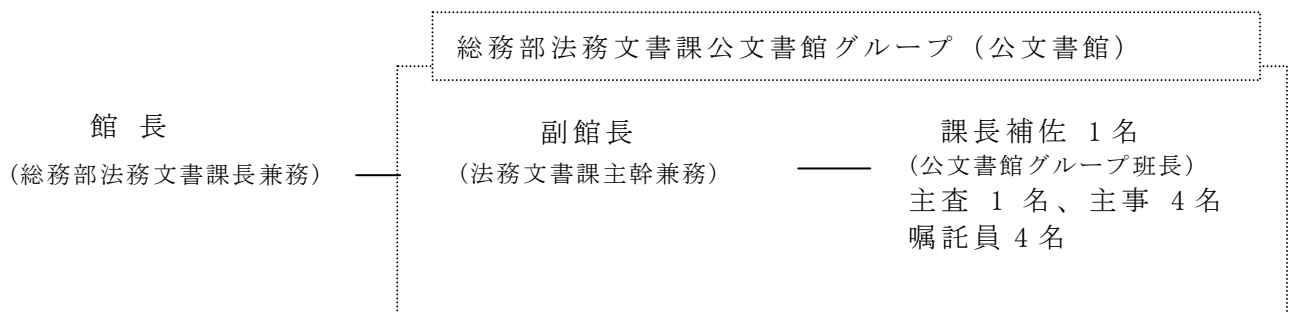 総務部法務文書課公文書館グループ（公文書館）
館 長
(総務部法務文書課長兼務)
副館長
(法務文書課主幹兼務)
課長補佐 1 名
(公文書館グループ班長)
主査 1 名、主事 4 名
嘱託員 4 名